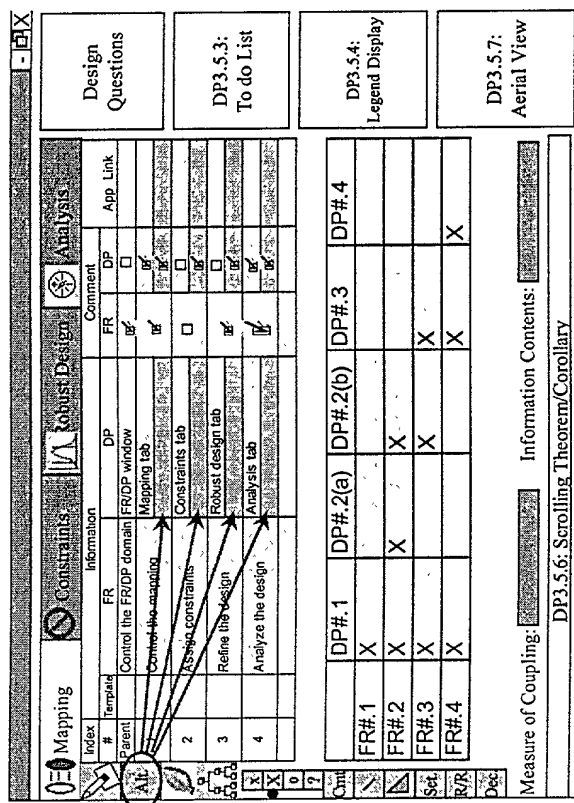 Mapping Constraints Robust Design Analysis
Index Information Comment App Link
# Template FR DP FR DP
Parent Control the FR/DP domain FR/DP window
Control the mapping Mapping tab
2 Assign constraints Constraints tab
3 Refine the design Robust design tab
4 Analyze the design Analysis tab
Alt
X
X
0
?
Cmt
Set.
R/R
Dec.
DP#.1 DP#.2(a) DP#.2(b) DP#.3 DP#.4
FR#.1 X
FR#.2 X X X
FR#.3 X X X
FR#.4 X X X
Measure of Coupling: Information Contents:
DP3.5.6: Scrolling Theorem/Corollary
Design
Questions
DP3.5.3:
To do List
DP3.5.4:
Legend Display
DP3.5.7:
Aerial View